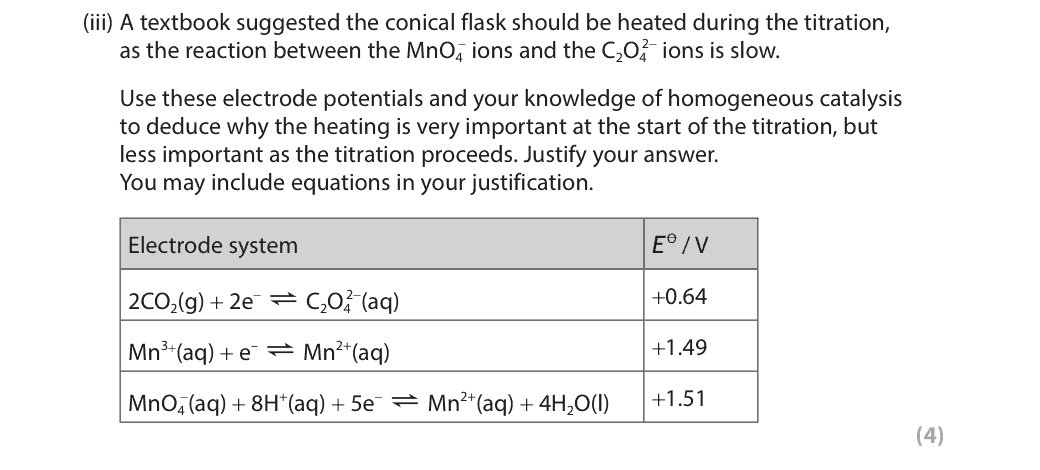 (iii) A textbook suggested the conical flask should be heated during the titration,
as the reaction between the MnO₄⁻ ions and the C₂O₄²⁻ ions is slow.
Use these electrode potentials and your knowledge of homogeneous catalysis
to deduce why the heating is very important at the start of the titration, but
less important as the titration proceeds. Justify your answer.
You may include equations in your justification.
Electrode system E⦵ / V
2CO₂(g) + 2e⁻ ⇌ C₂O₄²⁻(aq) +0.64
Mn³⁺(aq) + e⁻ ⇌ Mn²⁺(aq) +1.49
MnO₄⁻(aq) + 8H⁺(aq) + 5e⁻ ⇌ Mn²⁺(aq) + 4H₂O(l) +1.51
(4)